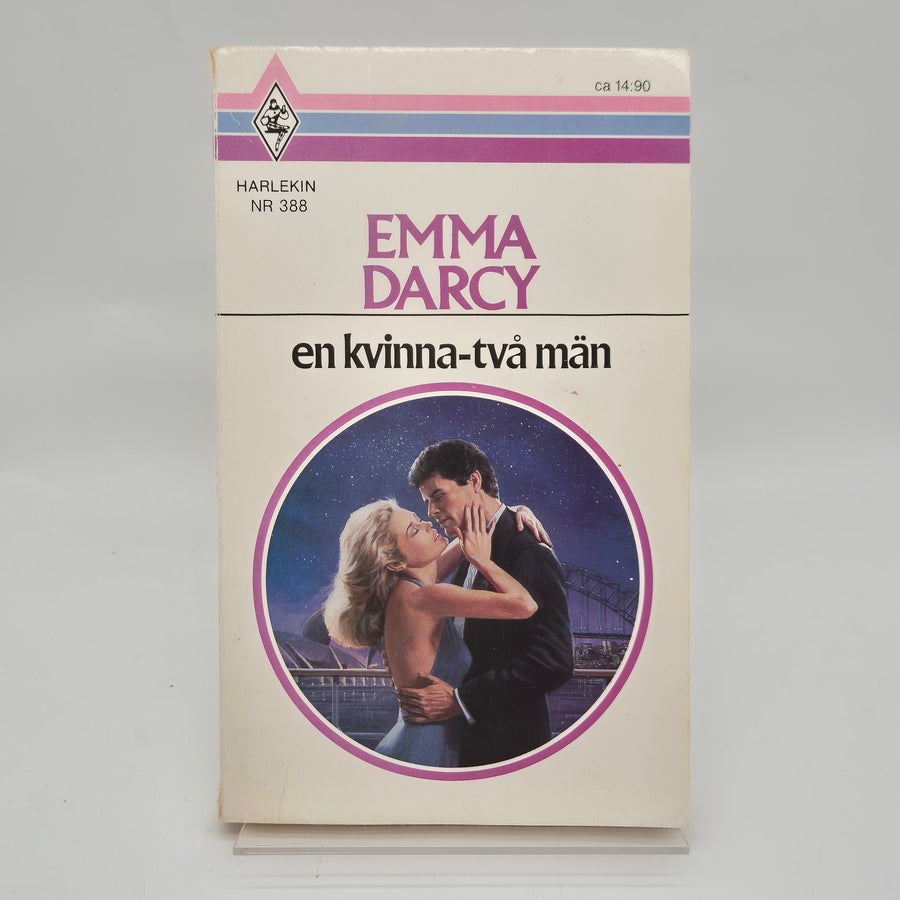 ca 14:90
HARLEKIN
NR 388
EMMA
DARCY
en kvinna-två män